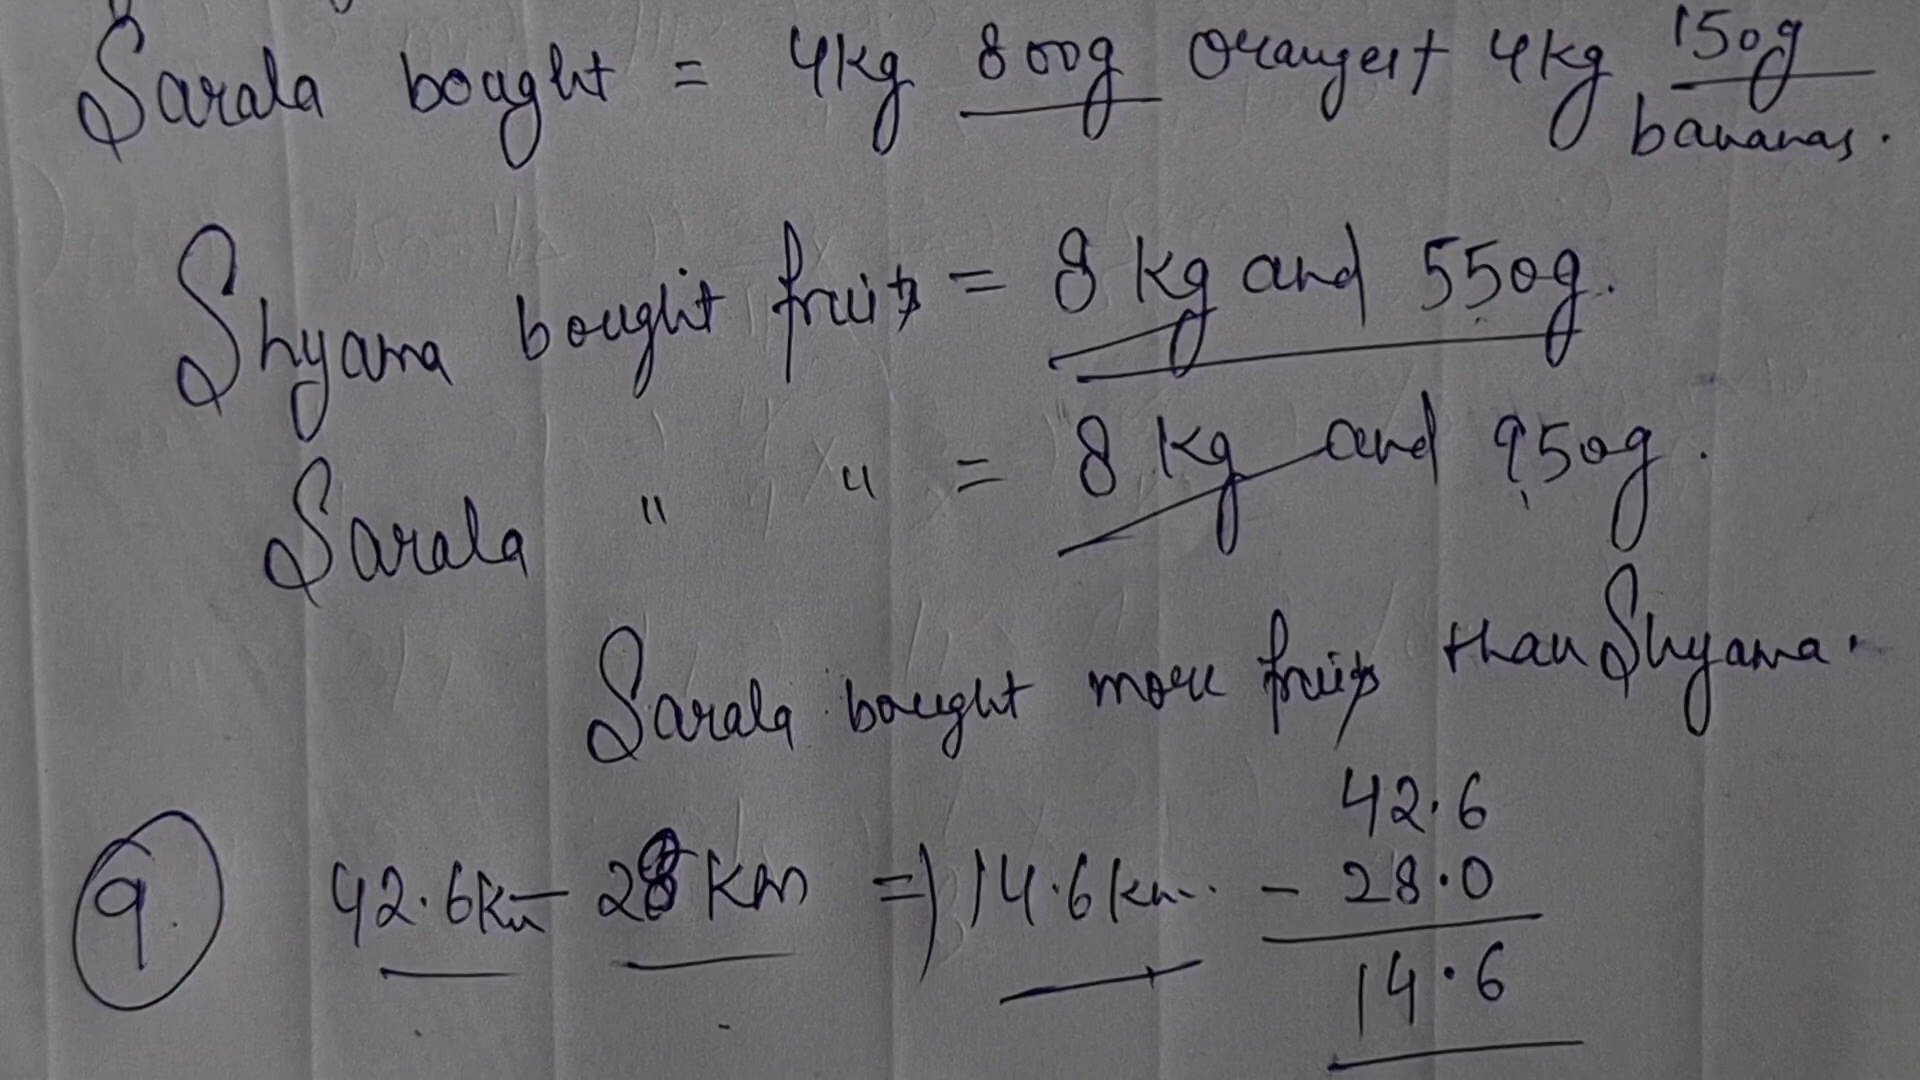 Sarala bought = 4kg 800g oranges + 4kg 150g
bananas.
Shyama bought fruits = 8 kg and 550g.
Sarala " " = 8 kg and 950g.
Sarala bought more fruits than Shyama.
42.6
9. 42.6km - 28 km => 14.6 km. - 28.0
14.6